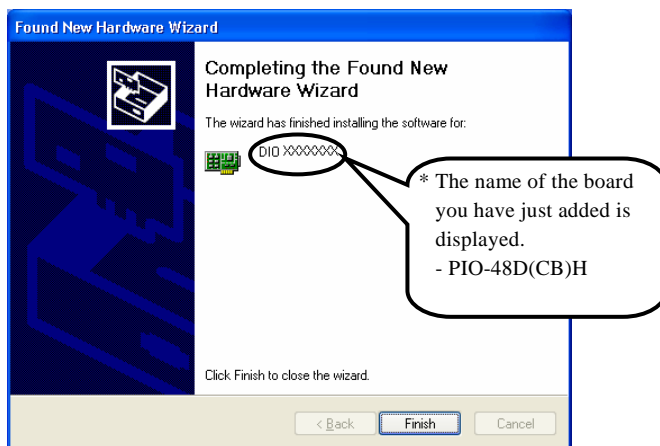 Found New Hardware Wizard
Completing the Found New
Hardware Wizard
The wizard has finished installing the software for:
DIO XXXXXXX
* The name of the board
you have just added is
displayed.
- PIO-48D(CB)H
Click Finish to close the wizard.
< Back
Finish
Cancel